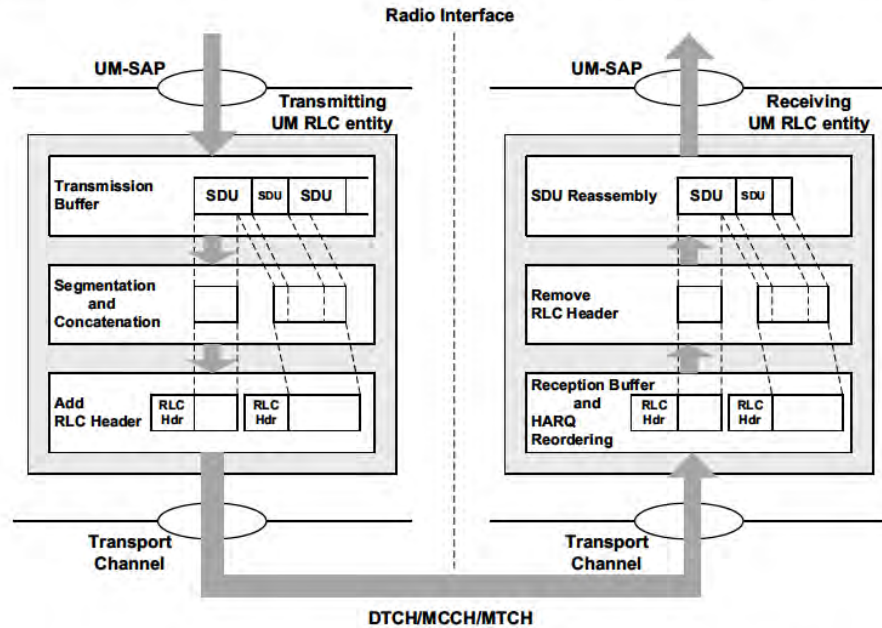 Radio Interface
UM-SAP
Transmitting
UM RLC entity
Transmission
Buffer
SDU
SDU
SDU
Segmentation
and
Concatenation
Add
RLC Header
RLC
Hdr
RLC
Hdr
Transport
Channel
UM-SAP
Receiving
UM RLC entity
SDU Reassembly
SDU
SDU
Remove
RLC Header
Reception Buffer
and
HARQ
Reordering
RLC
Hdr
RLC
Hdr
Transport
Channel
DTCH/MCCH/MTCH